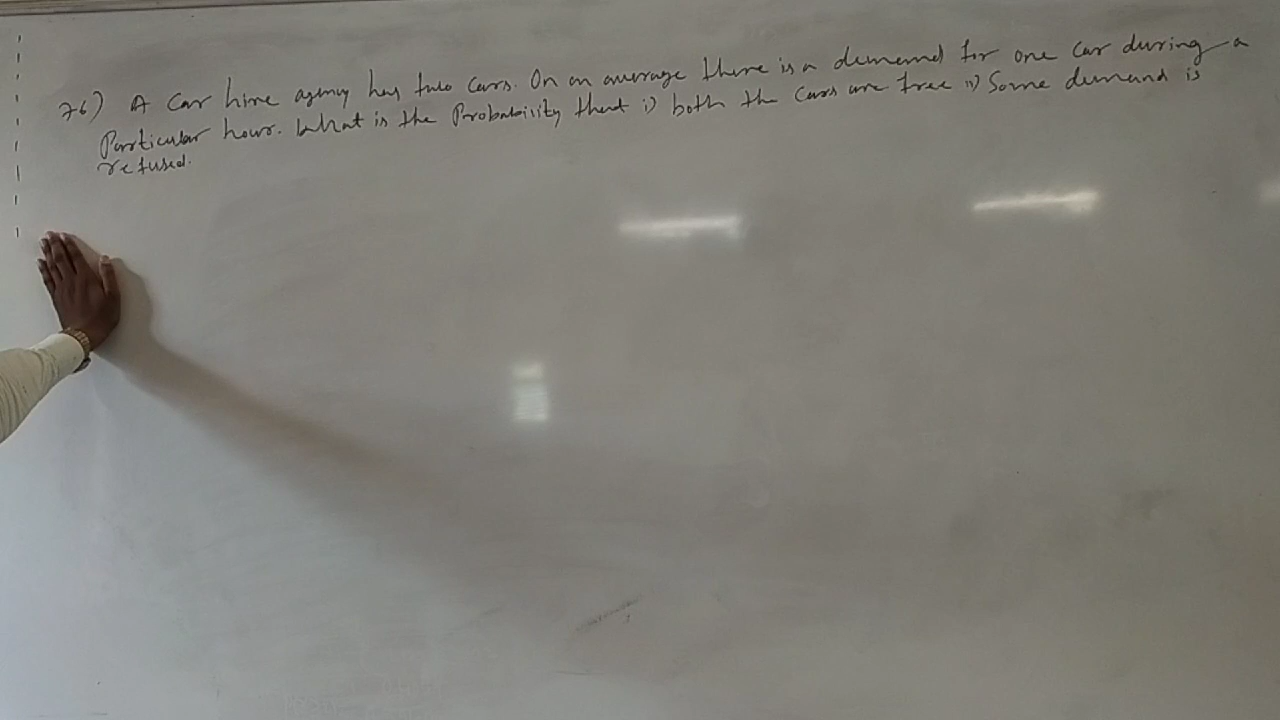 76) A Car hire agency has two cars. On an average there is a demand for one Car during a
Particular hour. What is the Probability that i) both the Cars are free ii) Some demand is
refused.